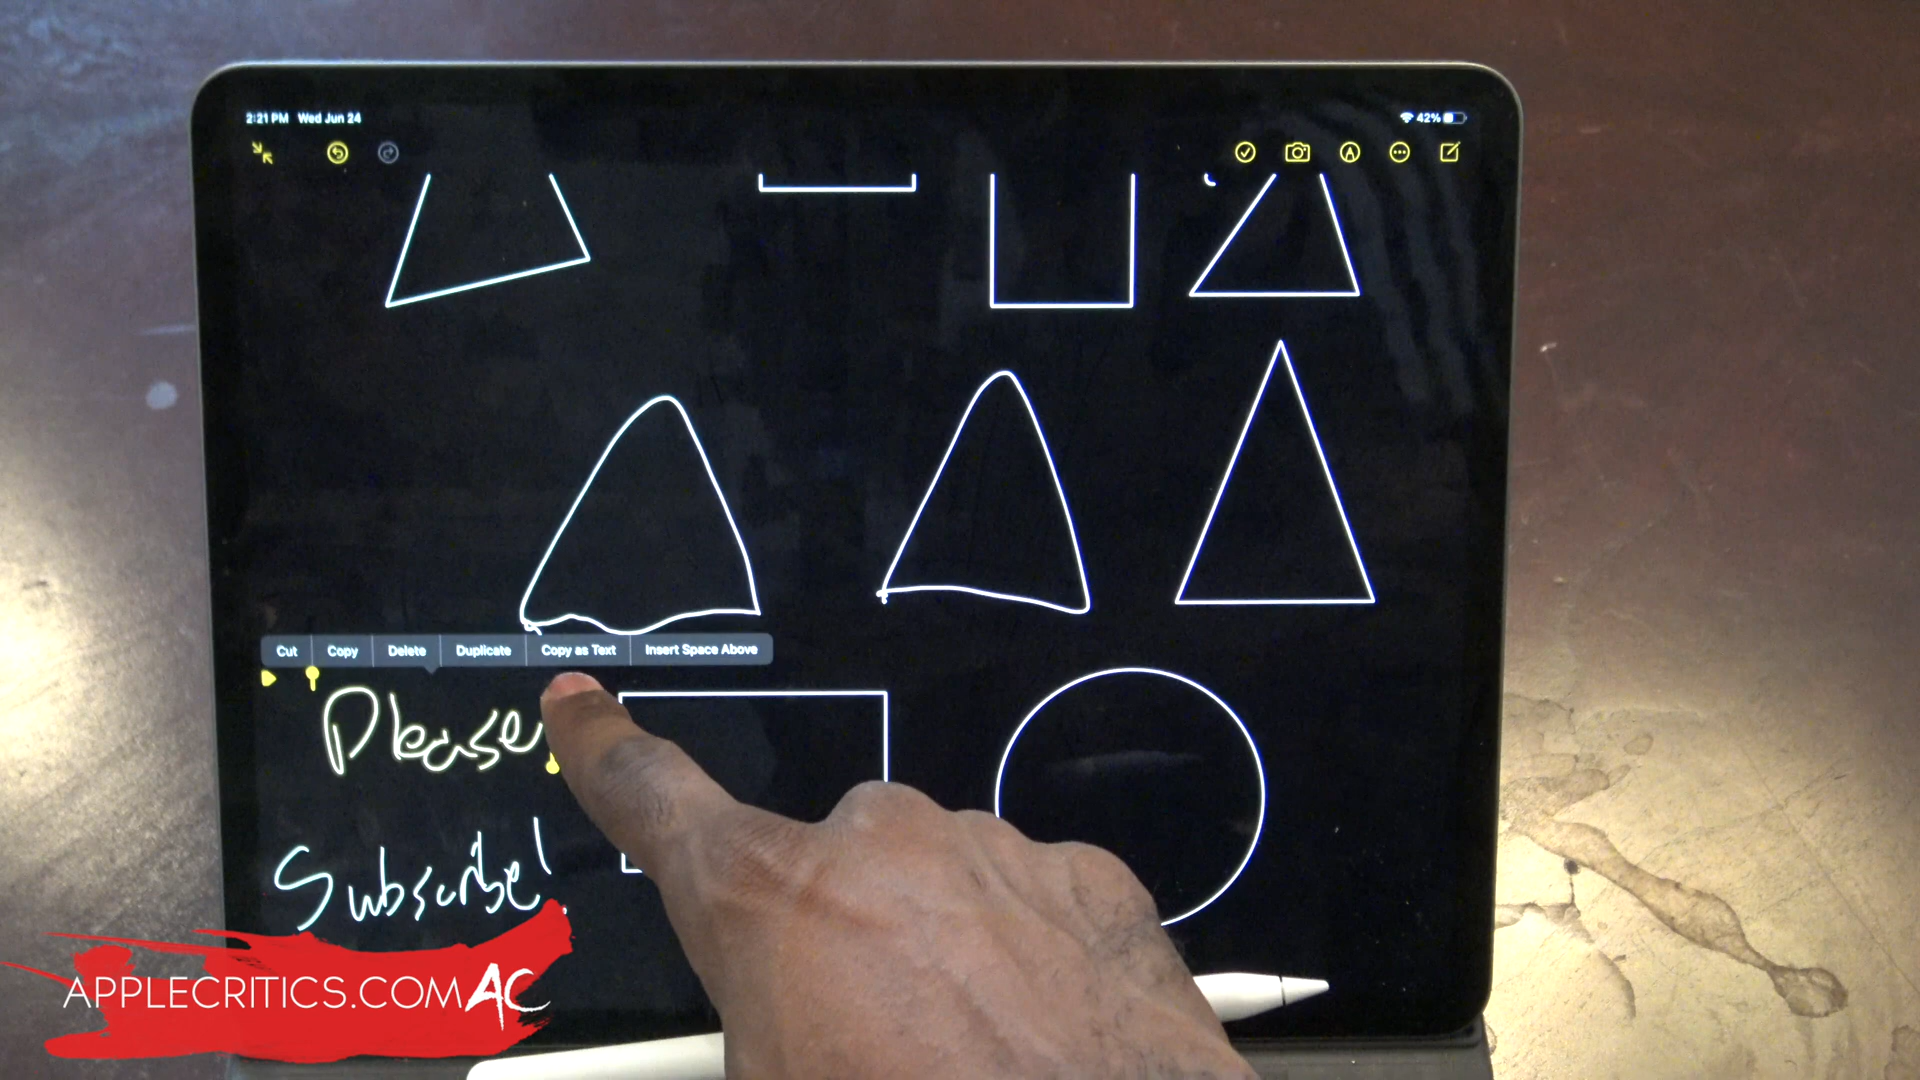 2:21 PM Wed Jun 24
42%
Cut Copy Delete Duplicate Copy as Text Insert Space Above
Please
Subscribe!
APPLECRITICS.COM AC